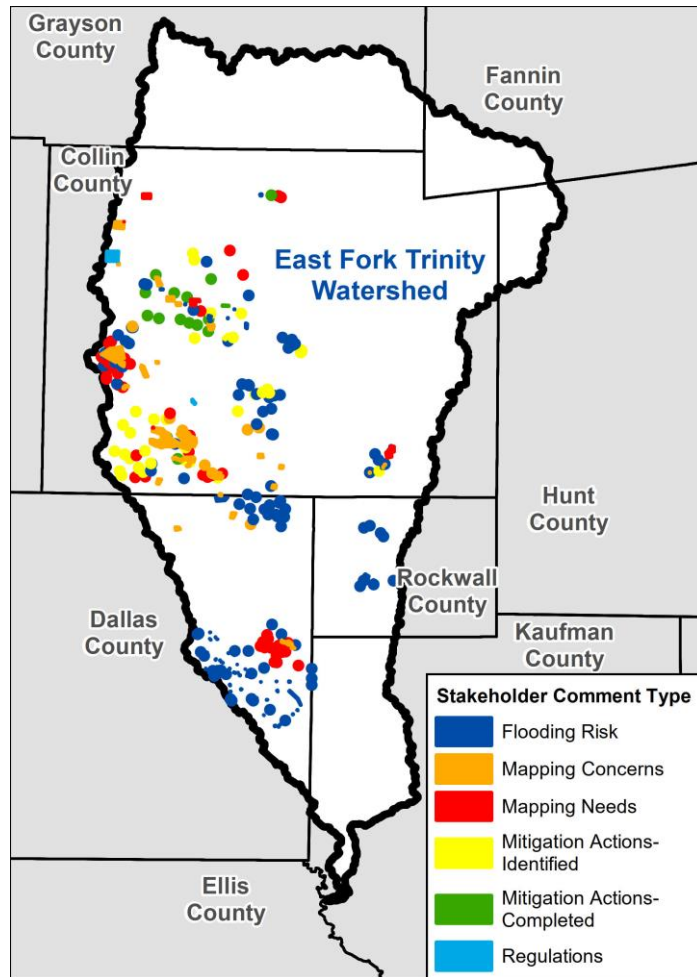 Grayson
County
Fannin
County
Collin
County
East Fork Trinity
Watershed
Hunt
County
Rockwall
County
Dallas
County
Kaufman
County
Ellis
County
Stakeholder Comment Type
Flooding Risk
Mapping Concerns
Mapping Needs
Mitigation Actions-
Identified
Mitigation Actions-
Completed
Regulations